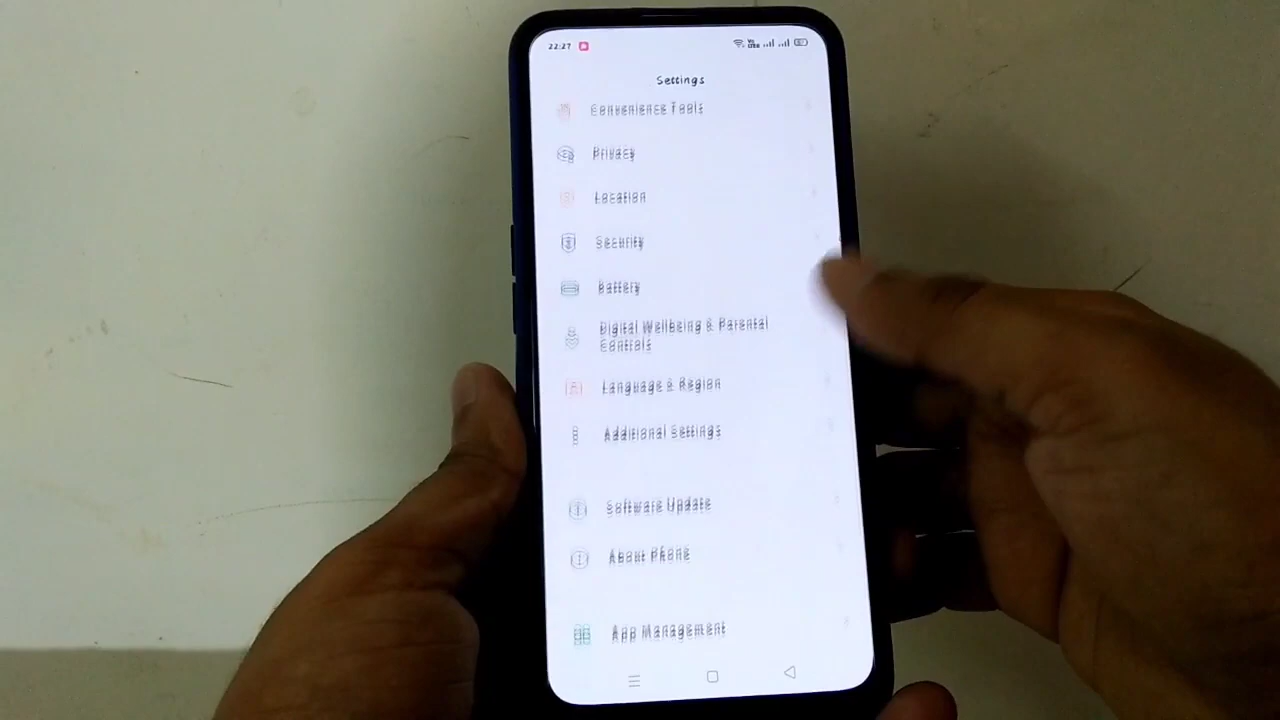 22:27
Settings
Convenience Tools
Privacy
Location
Security
Battery
Digital Wellbeing & Parental
Controls
Language & Region
Additional Settings
Software Update
About Phone
App Management